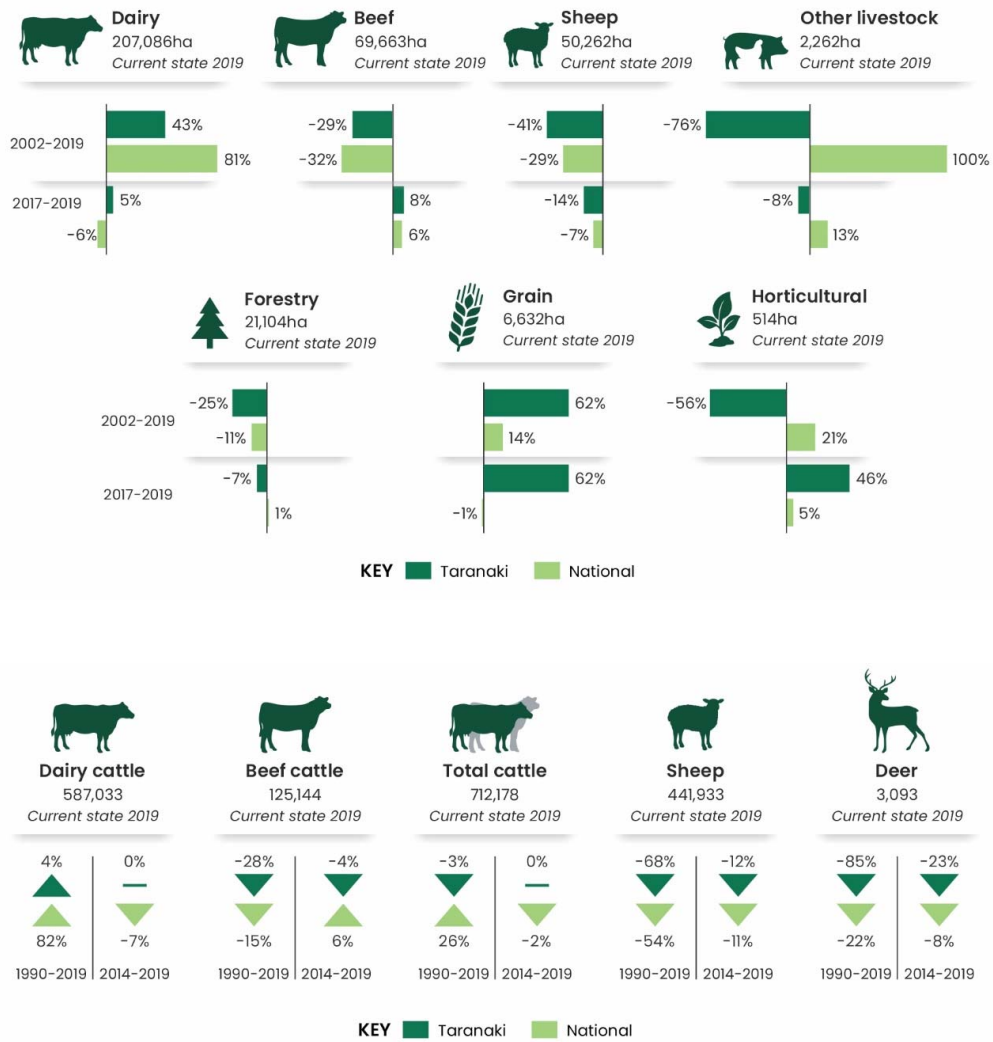 Dairy
207,086ha
Current state 2019
Beef
69,663ha
Current state 2019
Sheep
50,262ha
Current state 2019
Other livestock
2,262ha
Current state 2019
2002-2019
43%
81%
-29%
-32%
-41%
-29%
-76%
100%
2017-2019
5%
-6%
8%
6%
-14%
-7%
-8%
13%
Forestry
21,104ha
Current state 2019
Grain
6,632ha
Current state 2019
Horticultural
514ha
Current state 2019
2002-2019
-25%
-11%
62%
14%
-56%
21%
2017-2019
-7%
1%
62%
-1%
46%
5%
KEY Taranaki National
Dairy cattle
587,033
Current state 2019
4% 0%
82% -7%
1990-2019 2014-2019
Beef cattle
125,144
Current state 2019
-28% -4%
-15% 6%
1990-2019 2014-2019
Total cattle
712,178
Current state 2019
-3% 0%
26% -2%
1990-2019 2014-2019
Sheep
441,933
Current state 2019
-68% -12%
-54% -11%
1990-2019 2014-2019
Deer
3,093
Current state 2019
-85% -23%
-22% -8%
1990-2019 2014-2019
KEY Taranaki National